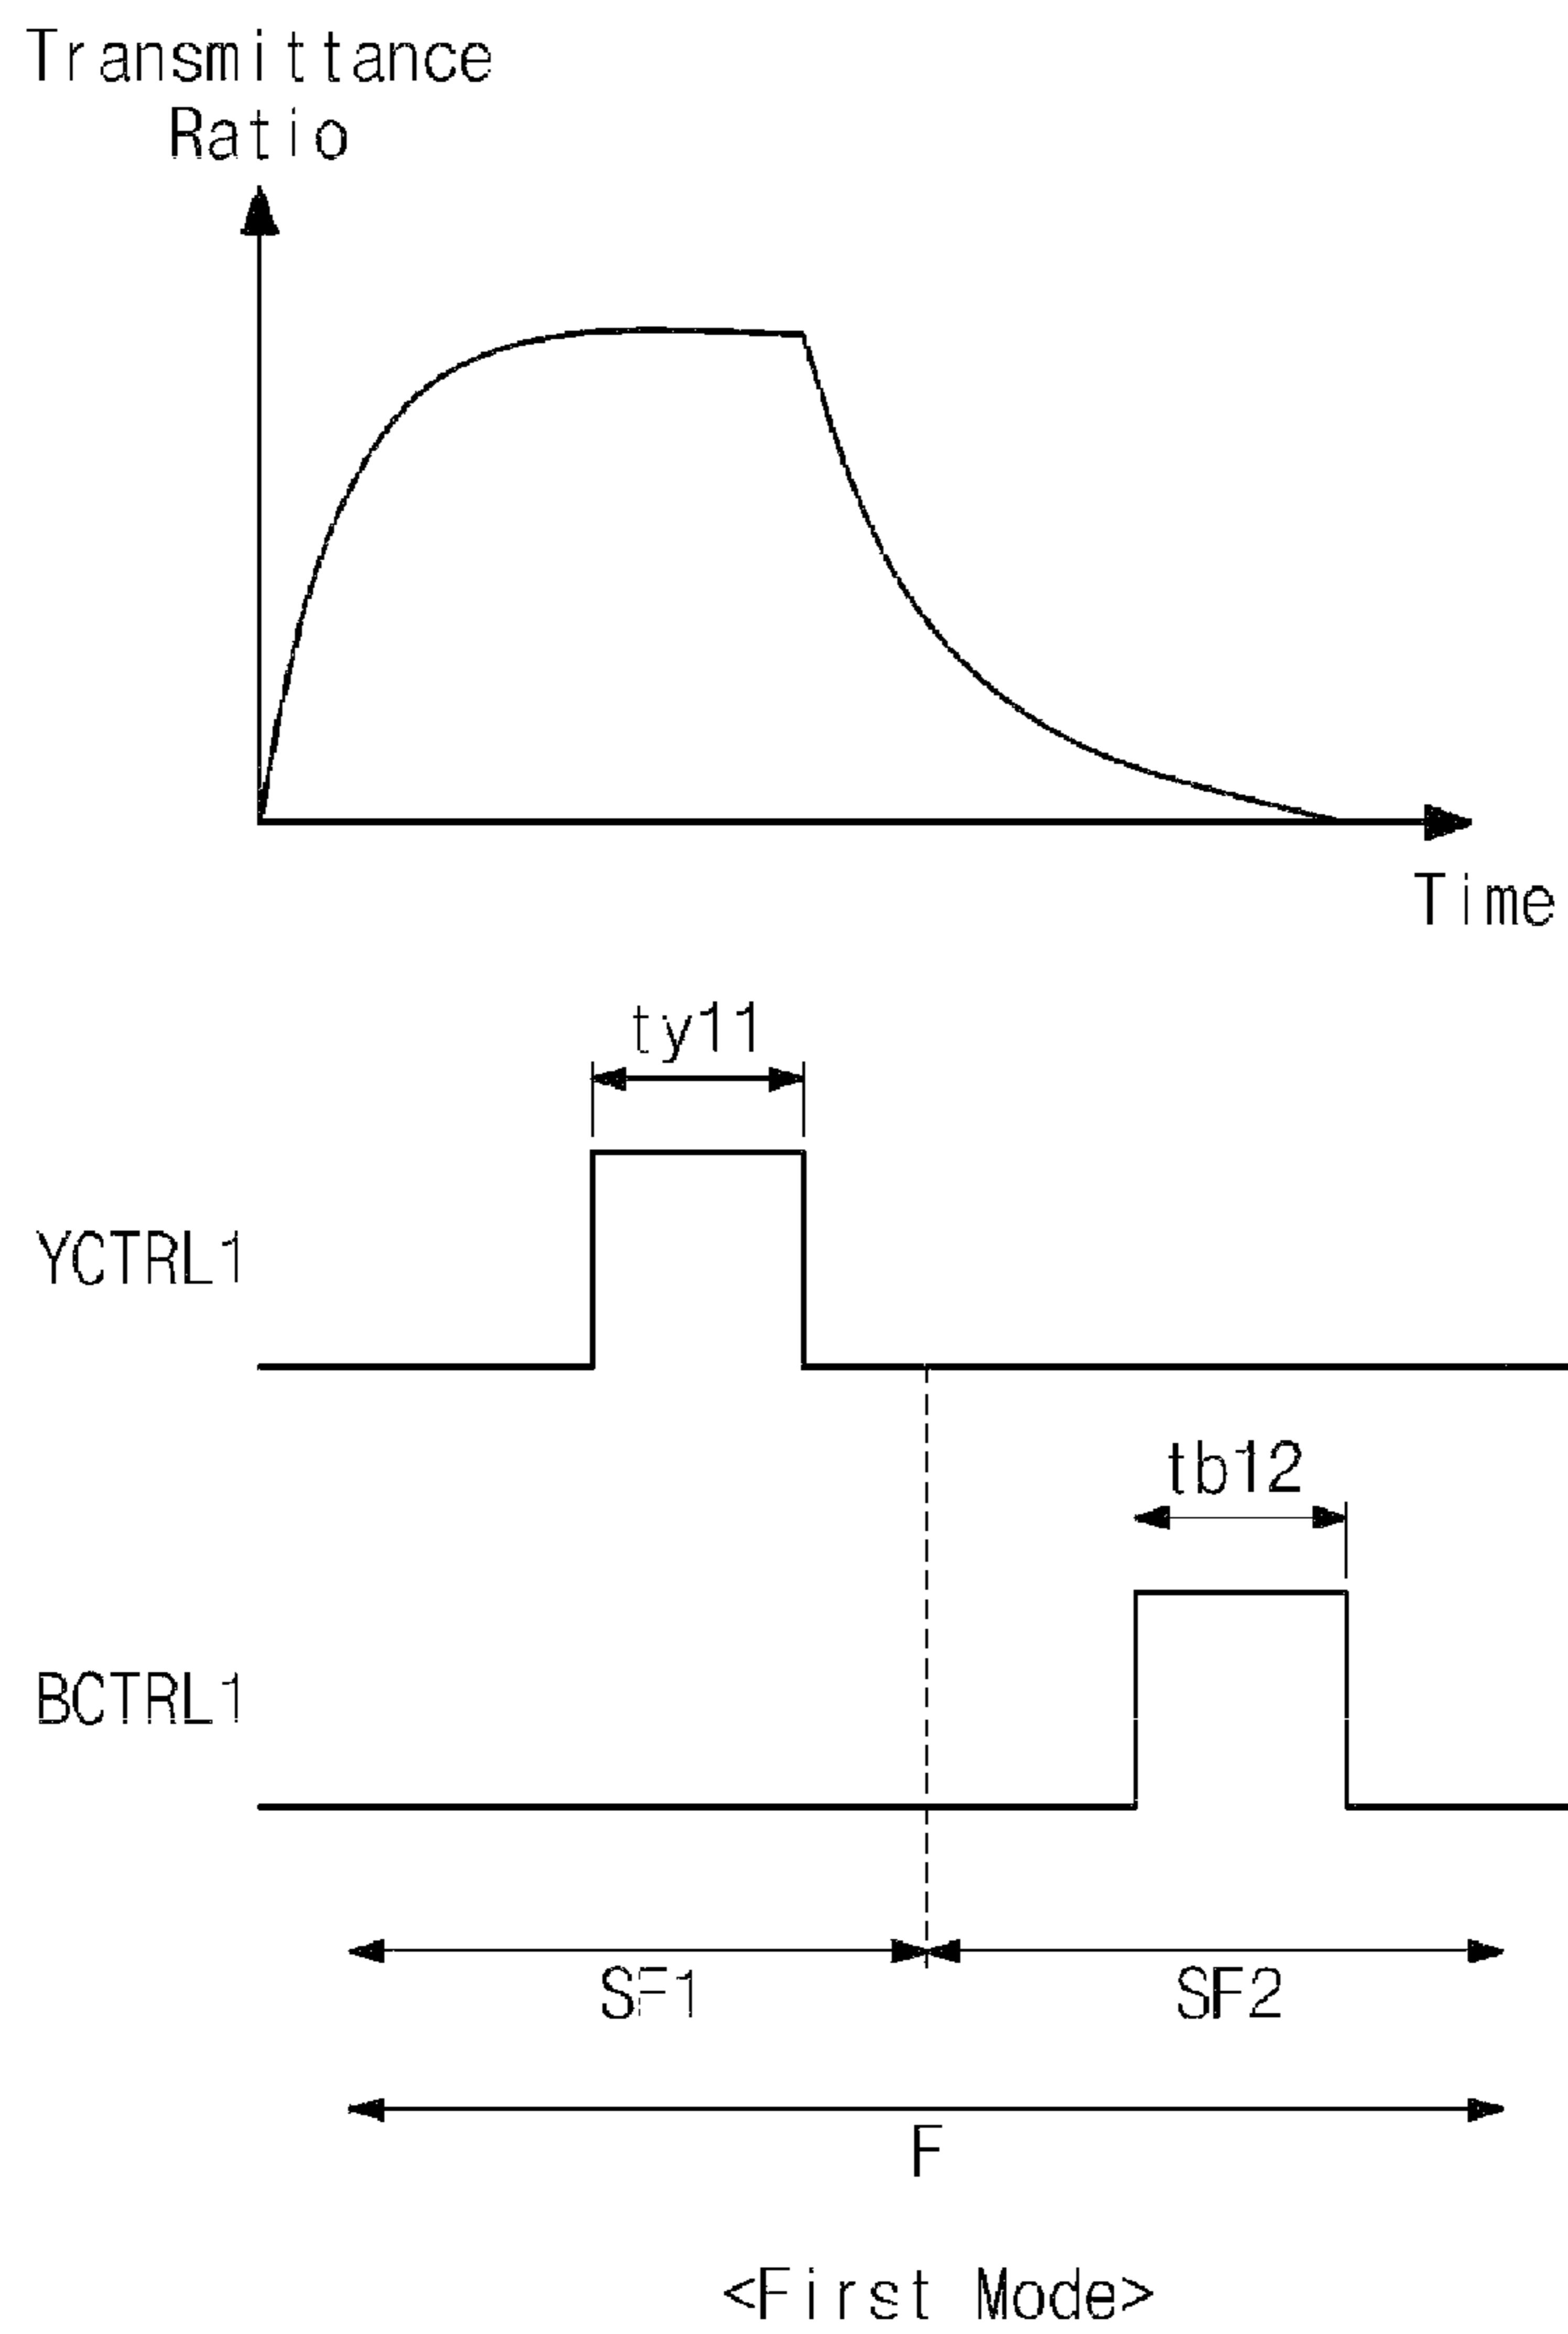 Transmittance
Ratio
Time
ty11
YCTRL1
tb12
BCTRL1
SF1
SF2
F
<First Mode>